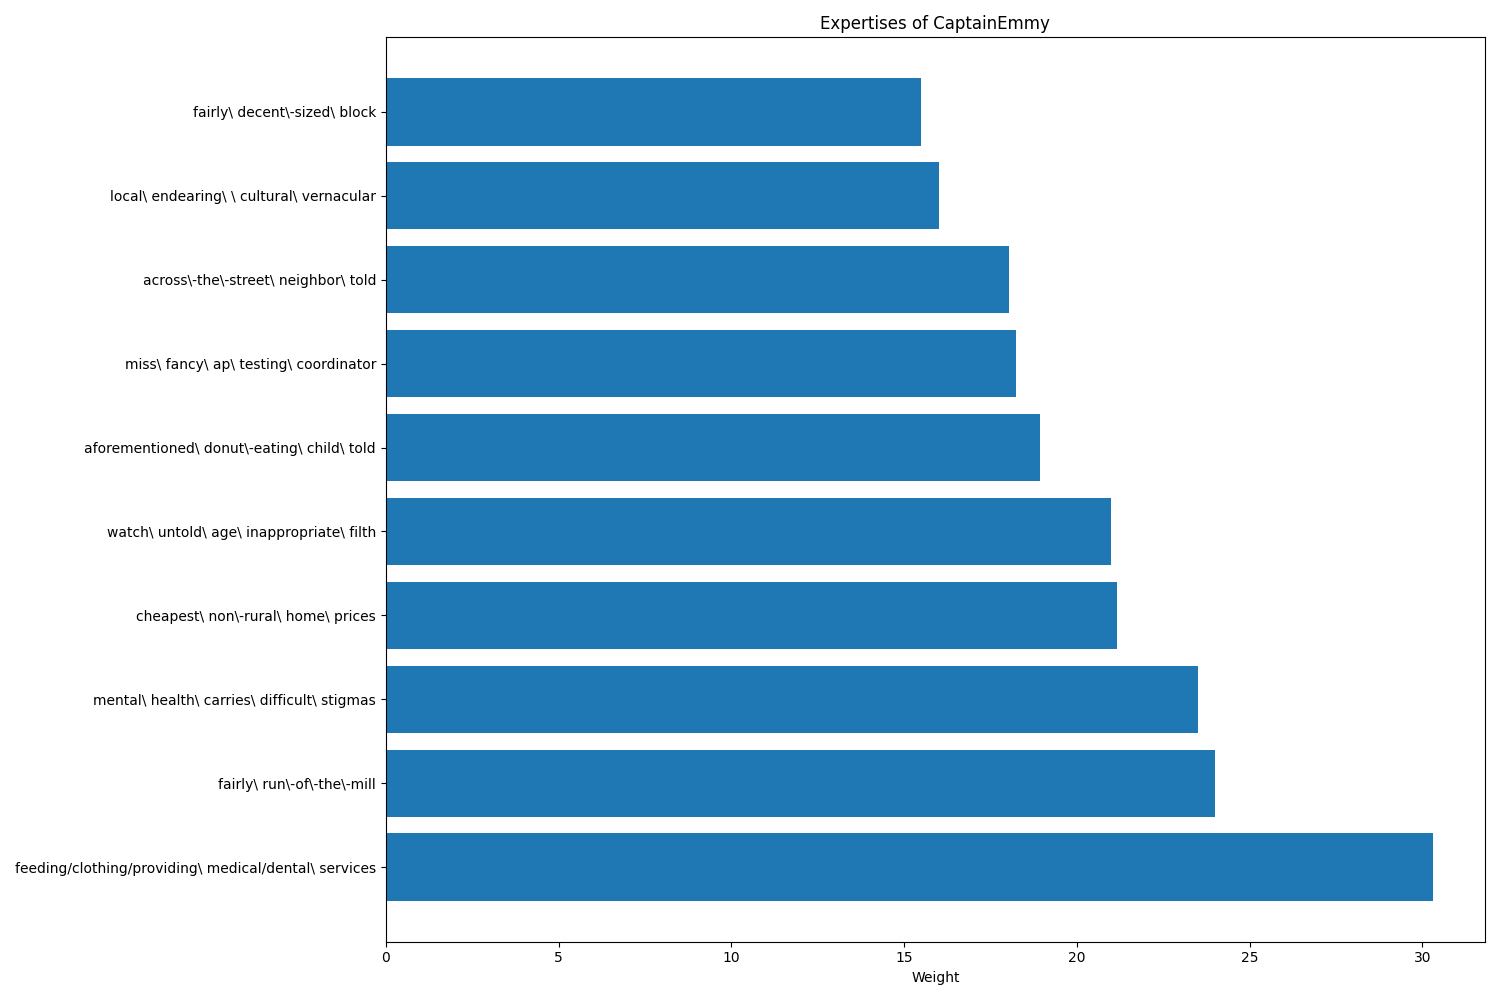 Expertises of CaptainEmmy
fairly\ decent\-sized\ block
local\ endearing\ \ cultural\ vernacular
across\-the\-street\ neighbor\ told
miss\ fancy\ ap\ testing\ coordinator
aforementioned\ donut\-eating\ child\ told
watch\ untold\ age\ inappropriate\ filth
cheapest\ non\-rural\ home\ prices
mental\ health\ carries\ difficult\ stigmas
fairly\ run\-of\-the\-mill
feeding/clothing/providing\ medical/dental\ services
0 5 10 15 20 25 30
Weight